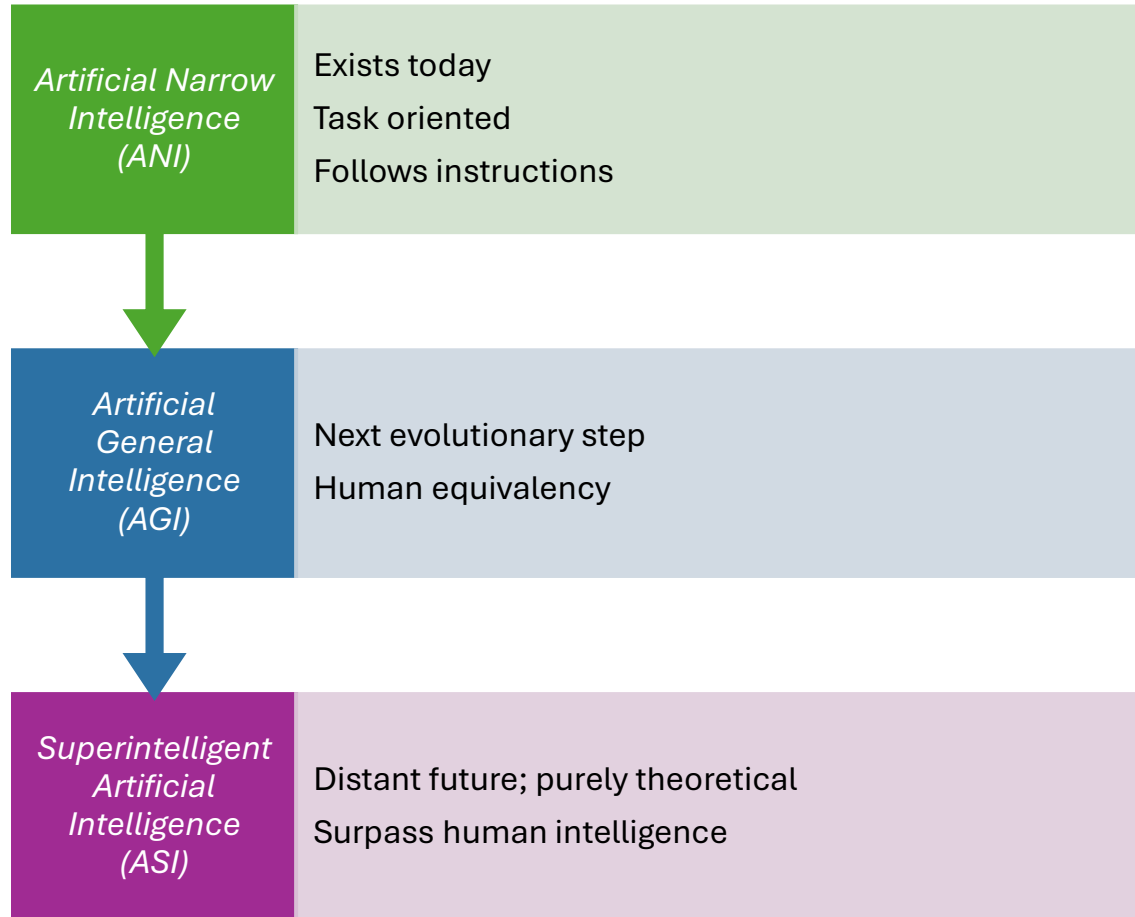 Artificial Narrow
Intelligence
(ANI)
Exists today
Task oriented
Follows instructions
Artificial
General
Intelligence
(AGI)
Next evolutionary step
Human equivalency
Superintelligent
Artificial
Intelligence
(ASI)
Distant future; purely theoretical
Surpass human intelligence